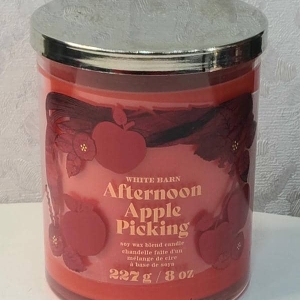 WHITE BARN
Afternoon
Apple
Picking
soy wax blend candle
chandelle faite d'un
mélange de cire
à base de soya
227 g / 8 oz